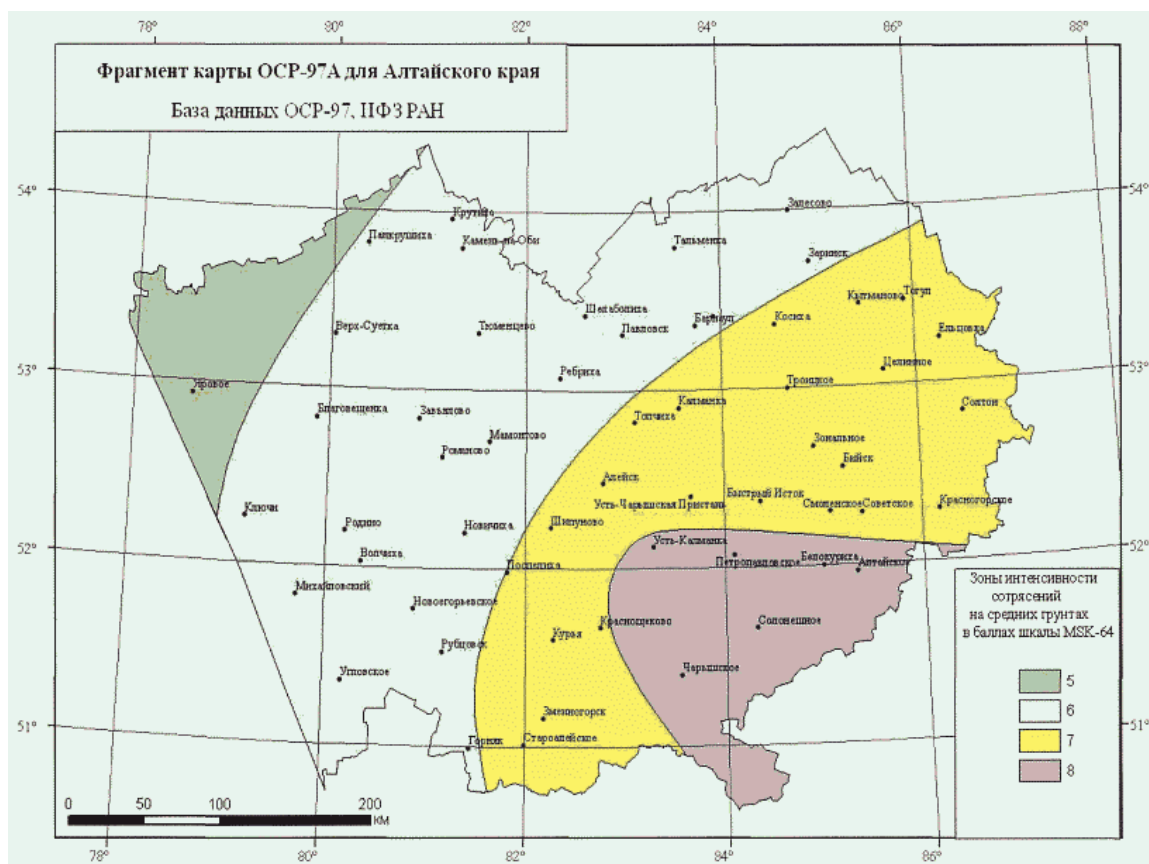 78° 80° 82° 84° 86° 88°
Фрагмент карты ОСР-97А для Алтайского края
База данных ОСР-97, ИФЗ РАН
54° 54°
Залесово
Крутиха
Панкрушиха Камень-на-Оби Тальменка
Заринск
Тогул
Кытманово
Шелаболиха
Барнаул Косиха
Верх-Суетка Тюменцево Павловск Ельцовка
Целинное
53° Ребриха 53°
Яровое Троицкое
Калманка Солтон
Благовещенка Завьялово Топчиха
Мамонтово
Романово Зональное
Бийск
Алейск
Усть-Чарышская Пристань Быстрый Исток Смоленское Советское Красногорское
Ключи
Родино Новичиха Шипуново
52° Усть-Калманка 52°
Волчиха Петропавловское Белокуриха Алтайское
Поспелиха
Михайловский
Новоегорьевское
Краснощеково Солонешное
Курья
Рубцовск
Угловское Чарышское
51° Змеиногорск 51°
Горняк Староалейское
Зоны интенсивности
сотрясений
на средних грунтах
в баллах шкалы MSK-64
5
6
7
8
0 50 100 200
км
78° 80° 82° 84° 86°